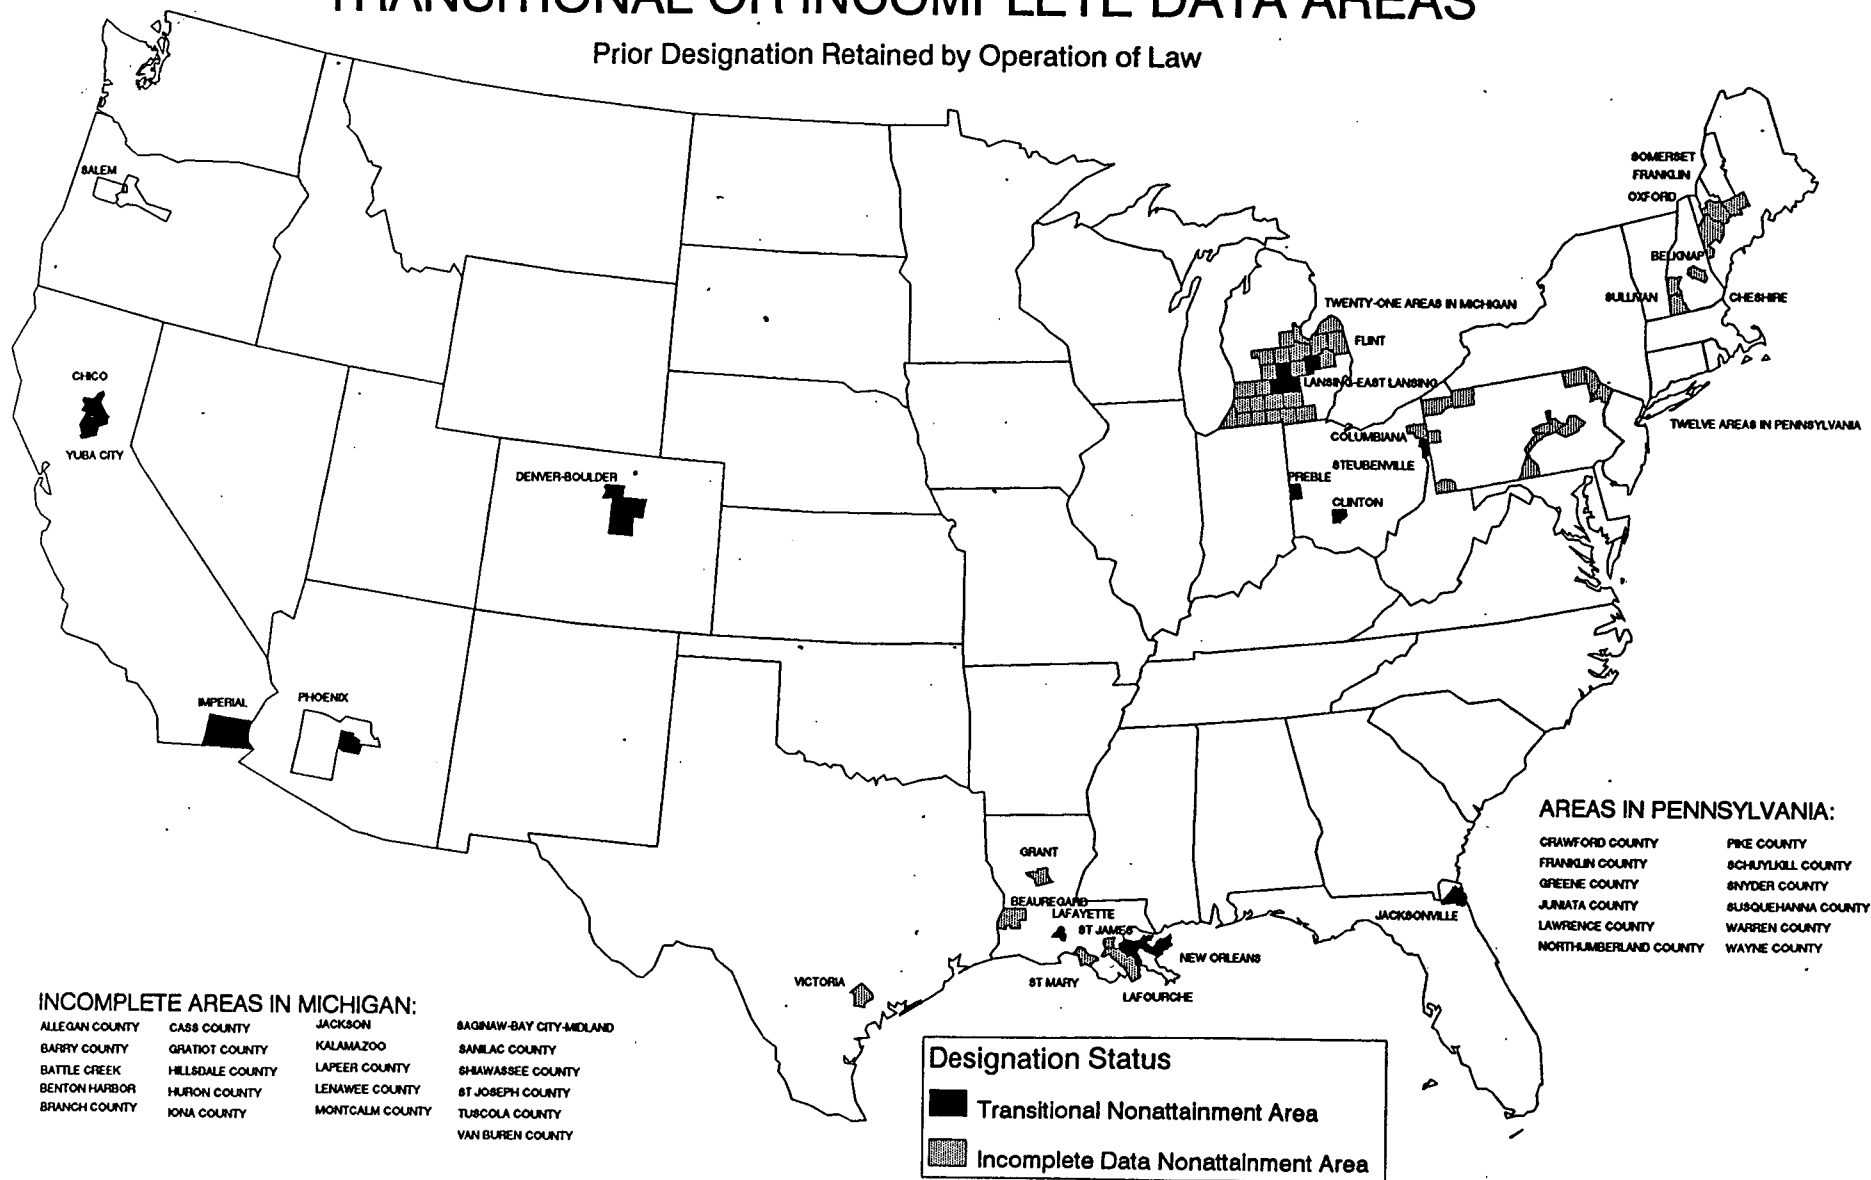 TRANSITIONAL OR INCOMPLETE DATA AREAS
Prior Designation Retained by Operation of Law
SOMERSET
FRANKLIN
OXFORD
SALEM
BELKNAP
SULLIVAN
CHESHIRE
TWENTY-ONE AREAS IN MICHIGAN
FLINT
CHICO
LANSING-EAST LANSING
TWELVE AREAS IN PENNSYLVANIA
COLUMBIANA
YUBA CITY
STEUBENVILLE
DENVER-BOULDER
PREBLE
CLINTON
IMPERIAL
PHOENIX
GRANT
BEAUREGARD
LAFAYETTE
ST JAMES
JACKSONVILLE
NEW ORLEANS
VICTORIA
ST MARY
LAFOURCHE
AREAS IN PENNSYLVANIA:
CRAWFORD COUNTY
FRANKLIN COUNTY
GREENE COUNTY
JUNIATA COUNTY
LAWRENCE COUNTY
NORTHUMBERLAND COUNTY
PIKE COUNTY
SCHUYLKILL COUNTY
SNYDER COUNTY
SUSQUEHANNA COUNTY
WARREN COUNTY
WAYNE COUNTY
INCOMPLETE AREAS IN MICHIGAN:
ALLEGAN COUNTY
BARRY COUNTY
BATTLE CREEK
BENTON HARBOR
BRANCH COUNTY
CASS COUNTY
GRATIOT COUNTY
HILLSDALE COUNTY
HURON COUNTY
IONA COUNTY
JACKSON
KALAMAZOO
LAPEER COUNTY
LENAWEE COUNTY
MONTCALM COUNTY
SAGINAW-BAY CITY-MIDLAND
SANILAC COUNTY
SHIAWASSEE COUNTY
ST JOSEPH COUNTY
TUSCOLA COUNTY
VAN BUREN COUNTY
Designation Status
Transitional Nonattainment Area
Incomplete Data Nonattainment Area